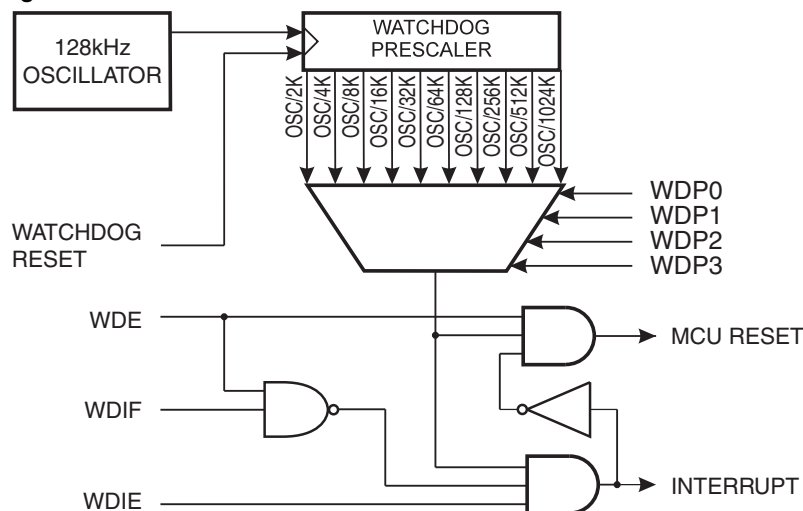 128kHz
OSCILLATOR
WATCHDOG
PRESCALER
OSC/2K
OSC/4K
OSC/8K
OSC/16K
OSC/32K
OSC/64K
OSC/128K
OSC/256K
OSC/512K
OSC/1024K
WDP0
WDP1
WDP2
WDP3
WATCHDOG
RESET
WDE
MCU RESET
WDIF
INTERRUPT
WDIE